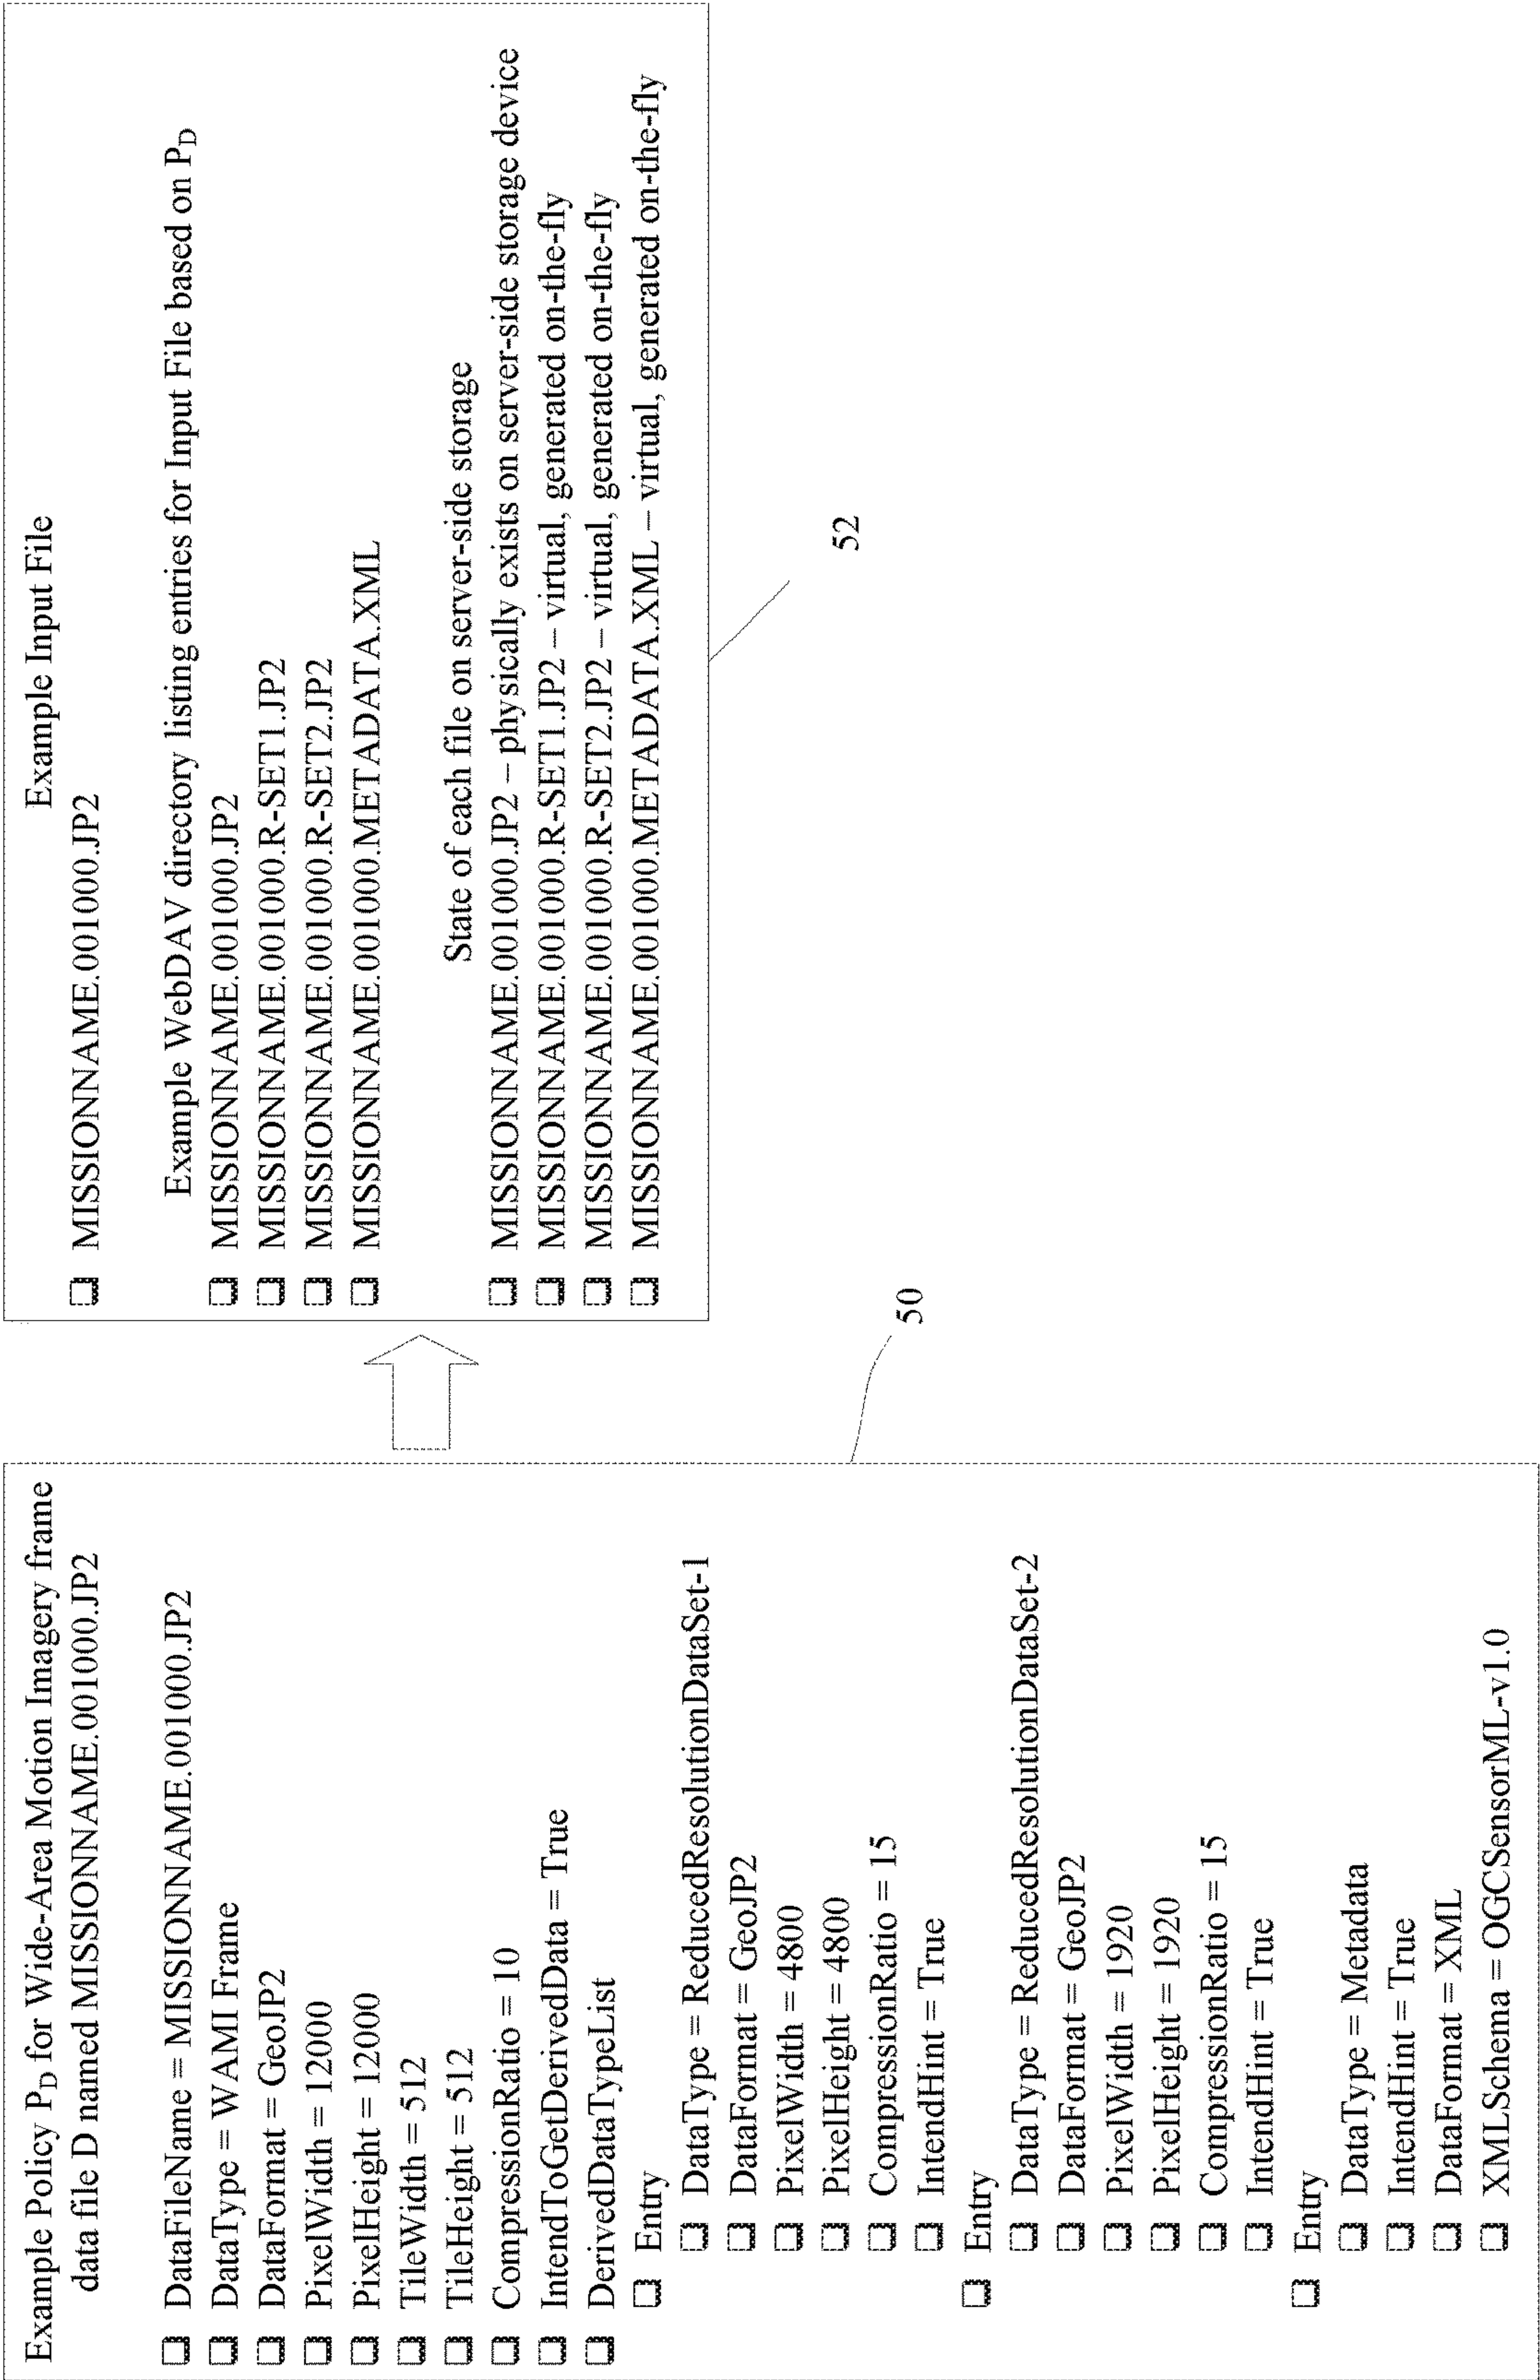 Example Policy PD for Wide-Area Motion Imagery frame
data file D named MISSIONNAME.001000.JP2
❑ DataFileName = MISSIONNAME.001000.JP2
❑ DataType = WAMI Frame
❑ DataFormat = GeoJP2
❑ PixelWidth = 12000
❑ PixelHeight = 12000
❑ TileWidth = 512
❑ TileHeight = 512
❑ CompressionRatio = 10
❑ IntendToGetDerivedData = True
❑ DerivedDataTypeList
❑ Entry
❑ DataType = ReducedResolutionDataSet-1
❑ DataFormat = GeoJP2
❑ PixelWidth = 4800
❑ PixelHeight = 4800
❑ CompressionRatio = 15
❑ IntendHint = True
❑ Entry
❑ DataType = ReducedResolutionDataSet-2
❑ DataFormat = GeoJP2
❑ PixelWidth = 1920
❑ PixelHeight = 1920
❑ CompressionRatio = 15
❑ IntendHint = True
❑ Entry
❑ DataType = Metadata
❑ IntendHint = True
❑ DataFormat = XML
❑ XMLSchema = OGCSensorML-v1.0
50
Example Input File
❑ MISSIONNAME.001000.JP2
Example WebDAV directory listing entries for Input File based on PD
❑ MISSIONNAME.001000.JP2
❑ MISSIONNAME.001000.R-SET1.JP2
❑ MISSIONNAME.001000.R-SET2.JP2
❑ MISSIONNAME.001000.METADATA.XML
State of each file on server-side storage
❑ MISSIONNAME.001000.JP2 – physically exists on server-side storage device
❑ MISSIONNAME.001000.R-SET1.JP2 – virtual, generated on-the-fly
❑ MISSIONNAME.001000.R-SET2.JP2 – virtual, generated on-the-fly
❑ MISSIONNAME.001000.METADATA.XML – virtual, generated on-the-fly
52